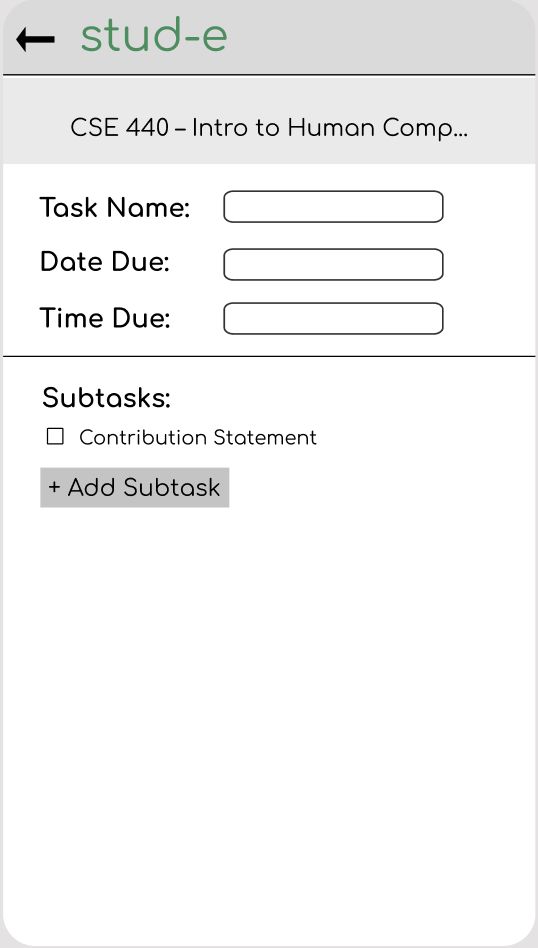 stud-e
CSE 440 – Intro to Human Comp...
Task Name:
Date Due:
Time Due:
Subtasks:
Contribution Statement
+ Add Subtask